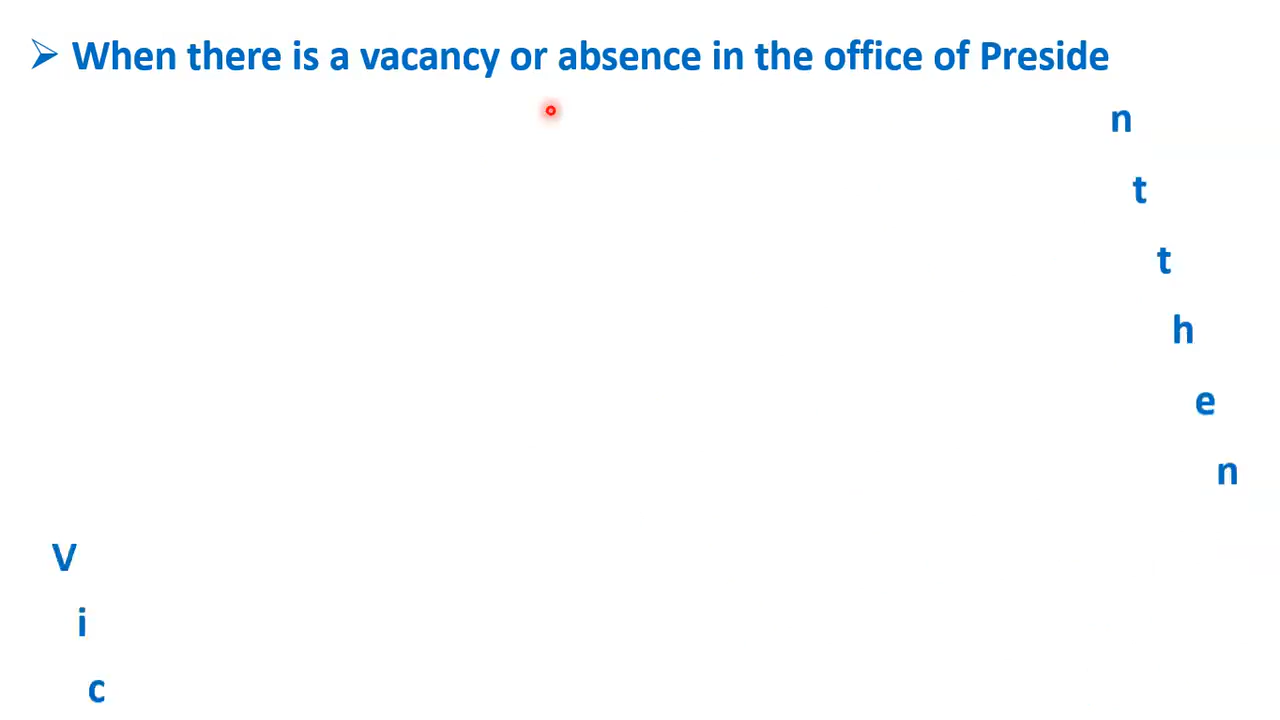 ➢ When there is a vacancy or absence in the office of Preside
n
t
t
h
e
n
V
i
c